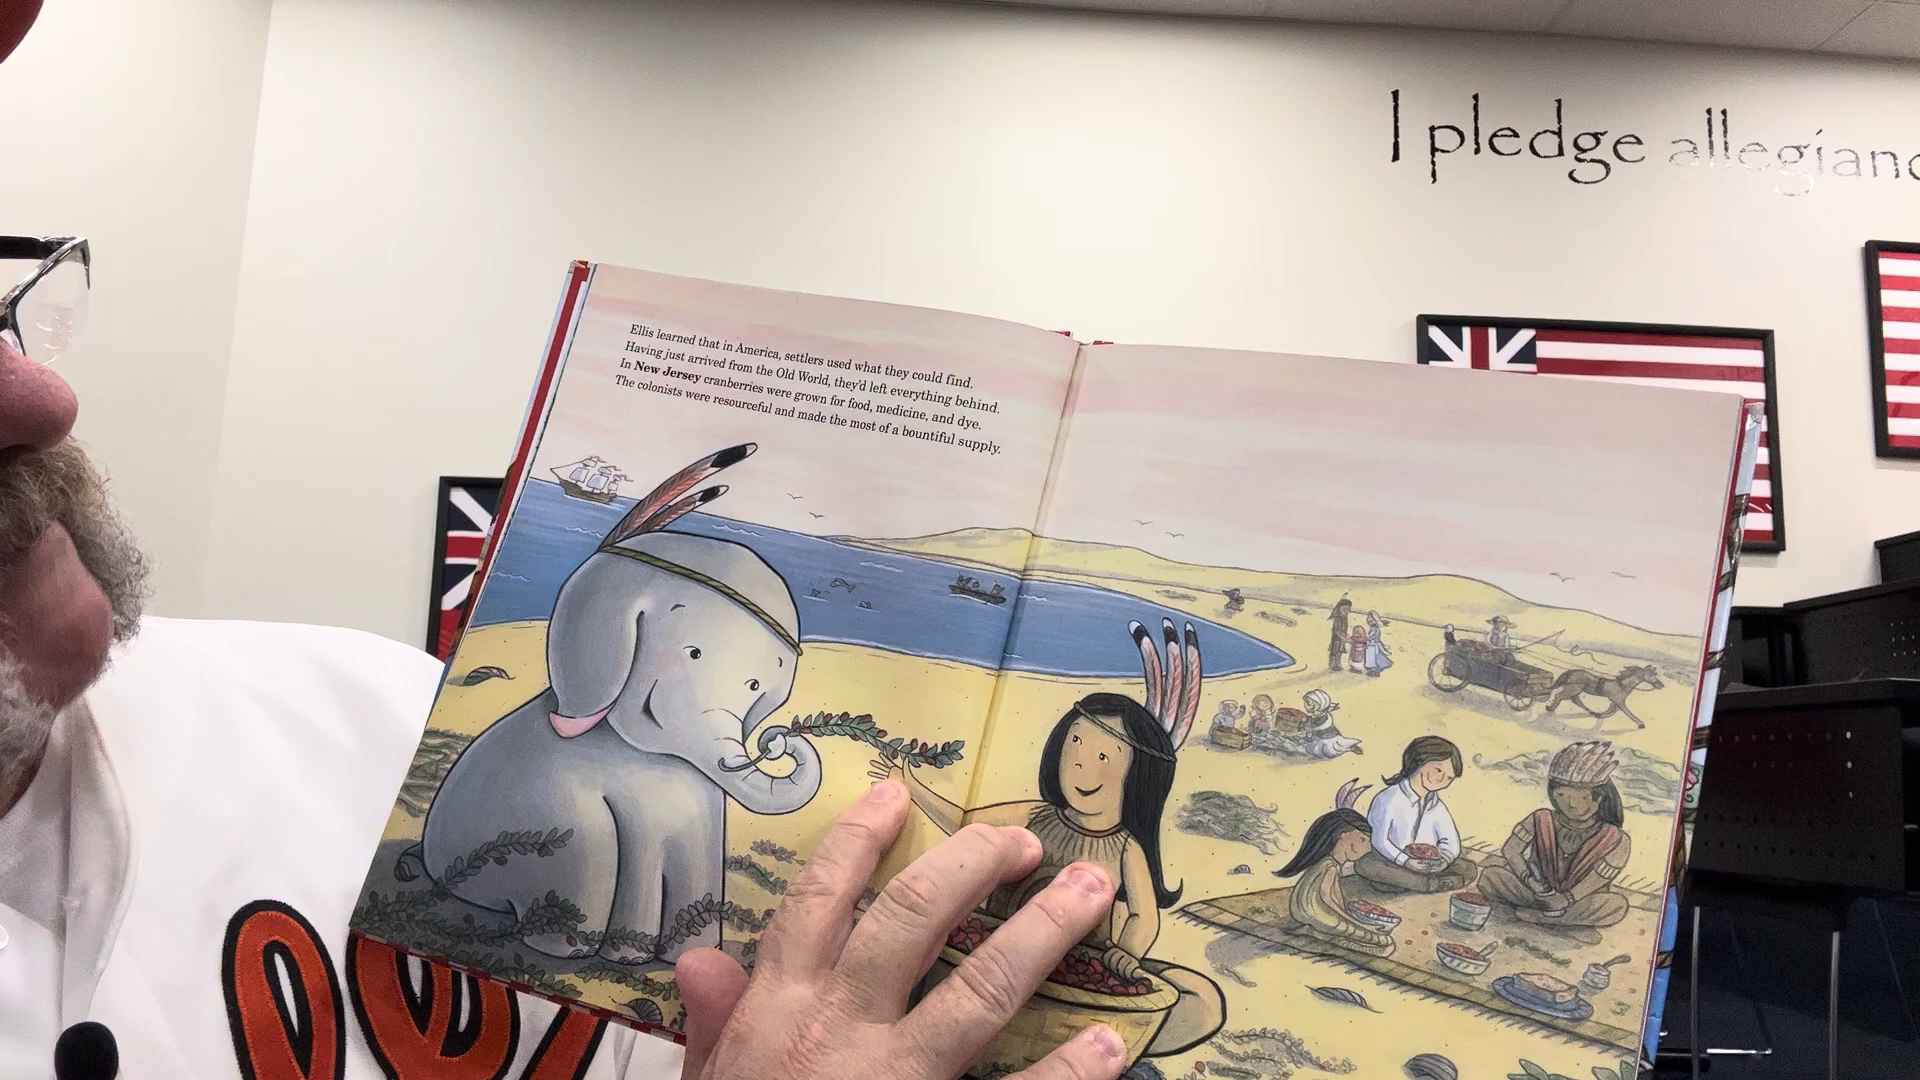 I pledge allegianc
Ellis learned that in America, settlers used what they could find.
Having just arrived from the Old World, they'd left everything behind.
In New Jersey cranberries were grown for food, medicine, and dye.
The colonists were resourceful and made the most of a bountiful supply.